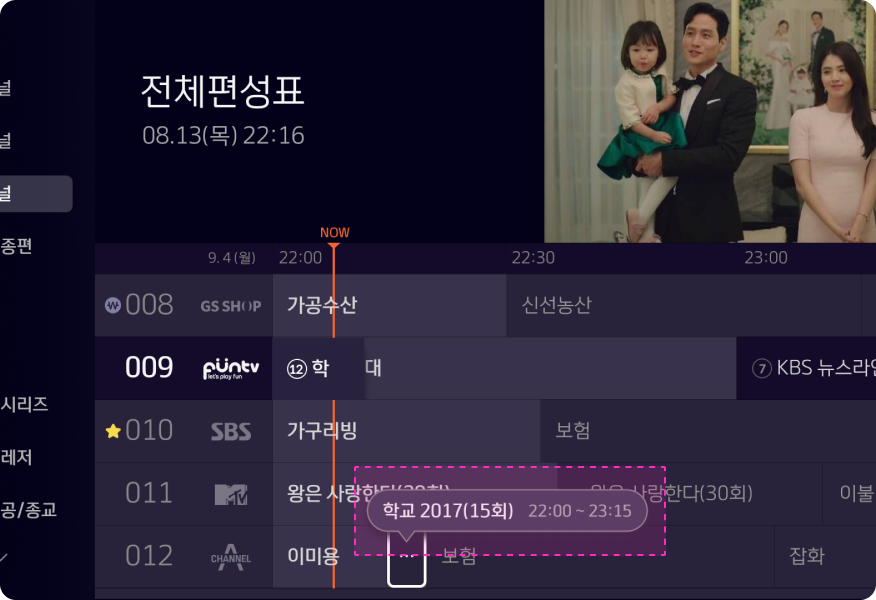 전체편성표
08.13(목) 22:16
널
널
널
종편
시리즈
레저
공/종교
NOW
9. 4 (월) 22:00 22:30 23:00
008 GS SHOP 가공수산 신선농산
009 funtv let's play fun ⑫ 학 대 ⑦ KBS 뉴스라인
010 SBS 가구리빙 보험
011 MTV 왕은 사랑한다(29회) 왕은 사랑한다(30회) 이불
학교 2017(15회) 22:00 ~ 23:15
012 CHANNEL A 이미용 ... 보험 잡화